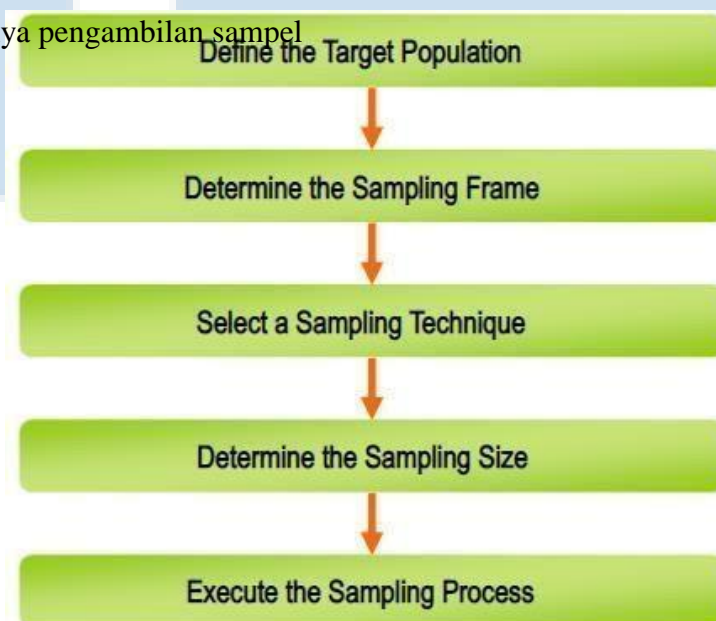 ya pengambilan sampel
Define the Target Population
Determine the Sampling Frame
Select a Sampling Technique
Determine the Sampling Size
Execute the Sampling Process